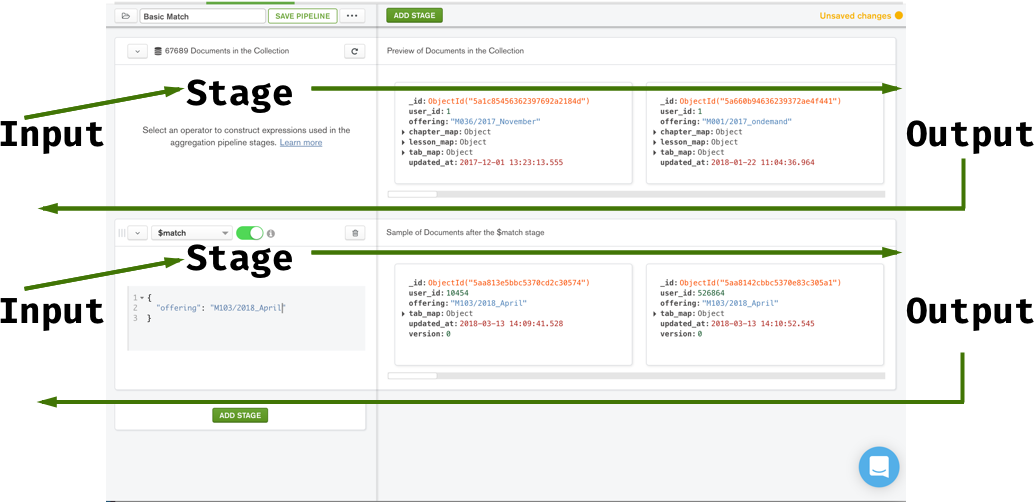 Basic Match
SAVE PIPELINE
•••
ADD STAGE
Unsaved changes
67689 Documents in the Collection
Preview of Documents in the Collection
Stage
Input
Output
Select an operator to construct expressions used in the
aggregation pipeline stages. Learn more
_id: ObjectId("5a1c85456362397692a2184d")
user_id: 1
offering: "M036/2017_November"
chapter_map: Object
lesson_map: Object
tab_map: Object
updated_at: 2017-12-01 13:23:13.555
_id: ObjectId("5a660b94636239372ae4f441")
user_id: 1
offering: "M001/2017_ondemand"
chapter_map: Object
lesson_map: Object
tab_map: Object
updated_at: 2018-01-22 11:04:36.964
$match
Sample of Documents after the $match stage
Stage
Input
Output
1 {
2 "offering": "M103/2018_April"
3 }
_id: ObjectId("5aa813e5bbc5370cd2c30574")
user_id: 10454
offering: "M103/2018_April"
tab_map: Object
updated_at: 2018-03-13 14:09:41.528
version: 0
_id: ObjectId("5aa8142cbbc5370e83c305a1")
user_id: 526864
offering: "M103/2018_April"
tab_map: Object
updated_at: 2018-03-13 14:10:52.545
version: 0
ADD STAGE